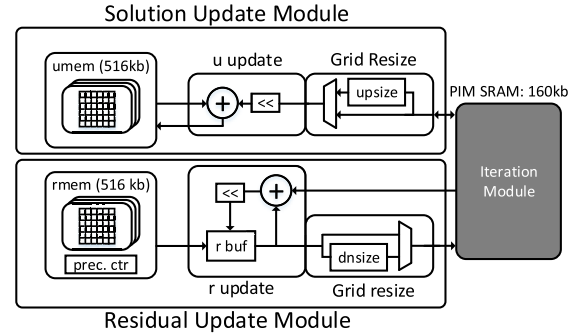 Solution Update Module
umem (516kb)
u update
+
<<
Grid Resize
upsize
PIM SRAM: 160kb
Iteration
Module
rmem (516 kb)
prec. ctr
<<
+
r buf
r update
dnsize
Grid resize
Residual Update Module